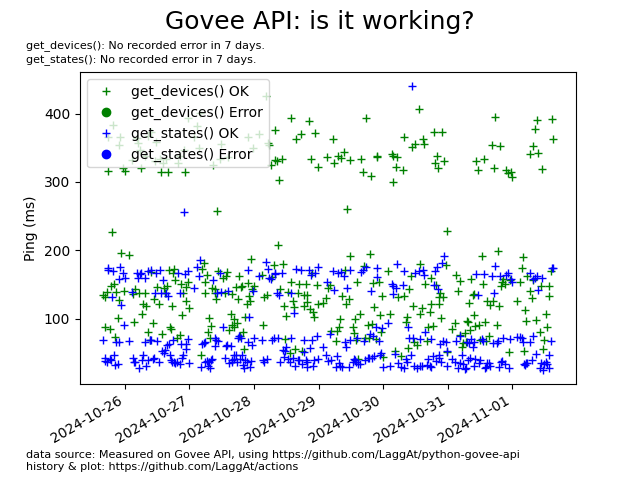 Govee API: is it working?
get_devices(): No recorded error in 7 days.
get_states(): No recorded error in 7 days.
get_devices() OK
get_devices() Error
get_states() OK
get_states() Error
Ping (ms)
400
300
200
100
2024-10-26
2024-10-27
2024-10-28
2024-10-29
2024-10-30
2024-10-31
2024-11-01
data source: Measured on Govee API, using https://github.com/LaggAt/python-govee-api
history & plot: https://github.com/LaggAt/actions